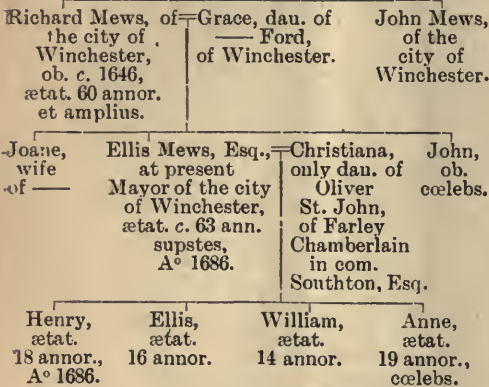 Richard Mews, of
the city of
Winchester,
ob. c. 1646,
ætat. 60 annor.
et amplius.
Grace, dau. of
—— Ford,
of Winchester.
John Mews,
of the
city of
Winchester.
Joane,
wife
of ——
Ellis Mews, Esq.,
at present
Mayor of the city
of Winchester,
ætat. c. 63 ann.
supstes,
Aº 1686.
Christiana,
only dau. of
Oliver
St. John,
of Farley
Chamberlain
in com.
Southton, Esq.
John,
ob.
cœlebs.
Henry,
ætat.
18 annor.,
Aº 1686.
Ellis,
ætat.
16 annor.
William,
ætat.
14 annor.
Anne,
ætat.
19 annor.,
cœlebs.